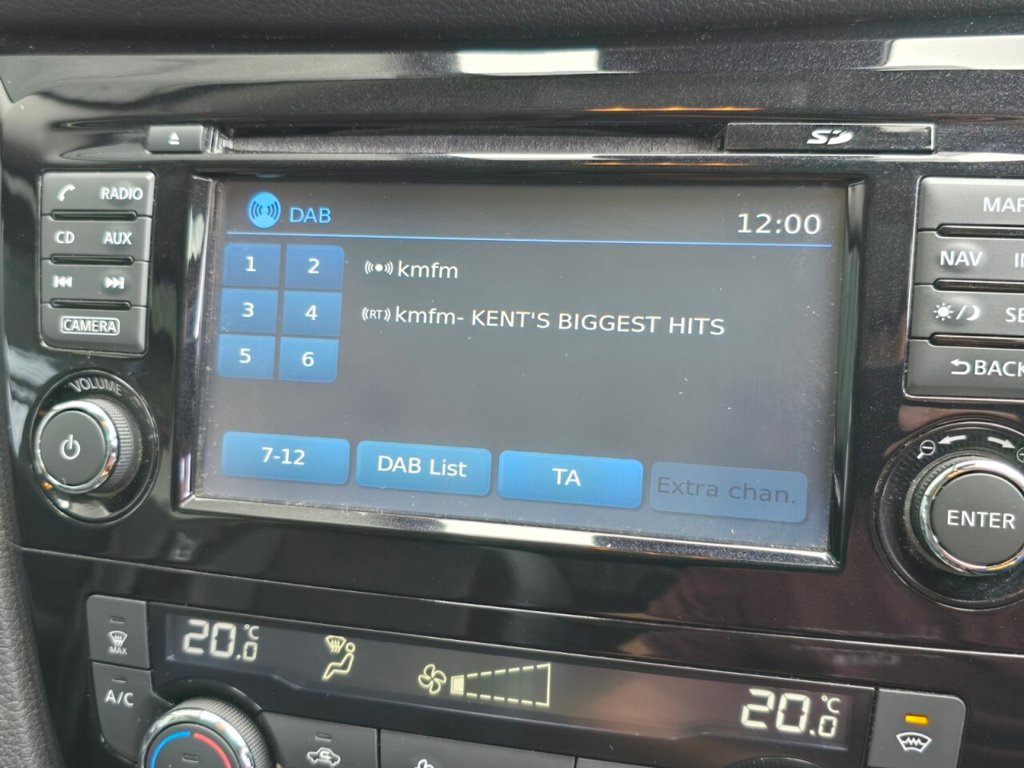 SD
RADIO
CD AUX
CAMERA
VOLUME
DAB
12:00
1 2
3 4
5 6
kmfm
(RT) kmfm- KENT'S BIGGEST HITS
7-12
DAB List
TA
Extra chan.
NAV
BACK
ENTER
MAX
A/C
20.0°C
20.0°C